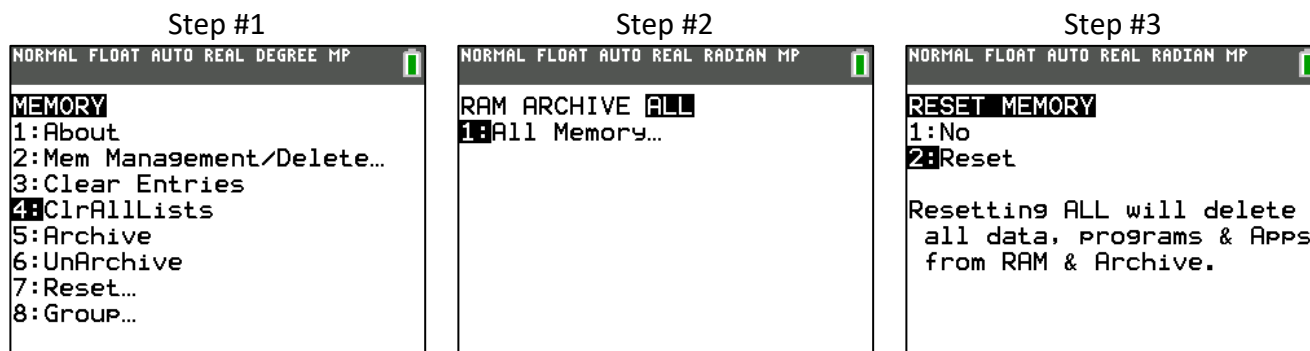 Step #1
NORMAL FLOAT AUTO REAL DEGREE MP
MEMORY
1:About
2:Mem Management/Delete…
3:Clear Entries
4:ClrAllLists
5:Archive
6:UnArchive
7:Reset…
8:Group…
Step #2
NORMAL FLOAT AUTO REAL RADIAN MP
RAM ARCHIVE ALL
1:All Memory…
Step #3
NORMAL FLOAT AUTO REAL RADIAN MP
RESET MEMORY
1:No
2:Reset
Resetting ALL will delete
all data, programs & Apps
from RAM & Archive.